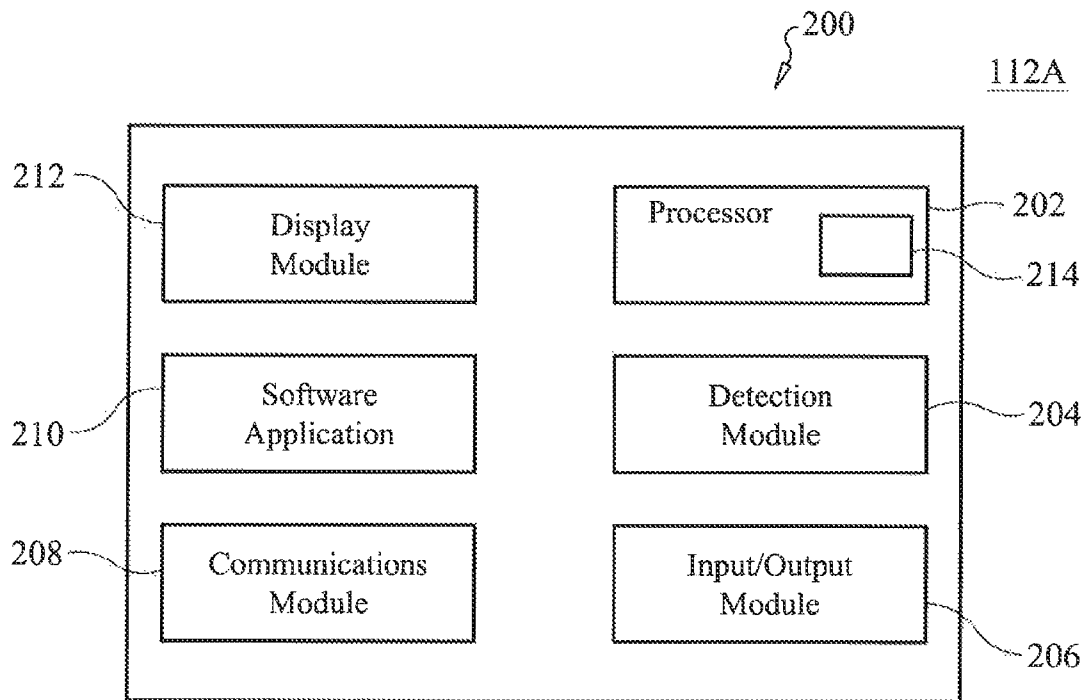 200
112A
212
Display
Module
Processor
202
214
210
Software
Application
Detection
Module
204
208
Communications
Module
Input/Output
Module
206